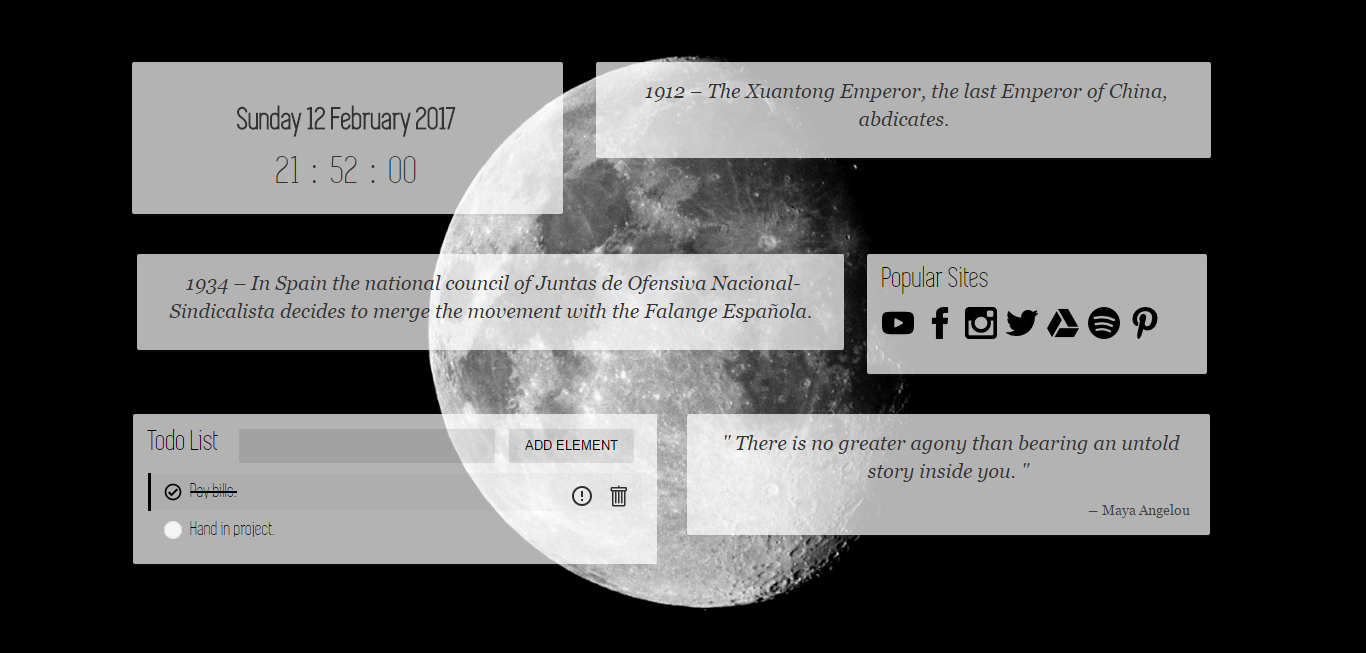 Sunday 12 February 2017
21 : 52 : 00
1912 – The Xuantong Emperor, the last Emperor of China,
abdicates.
1934 – In Spain the national council of Juntas de Ofensiva Nacional-
Sindicalista decides to merge the movement with the Falange Española.
Popular Sites
Todo List
ADD ELEMENT
Pay bills.
Hand in project.
" There is no greater agony than bearing an untold
story inside you. "
— Maya Angelou